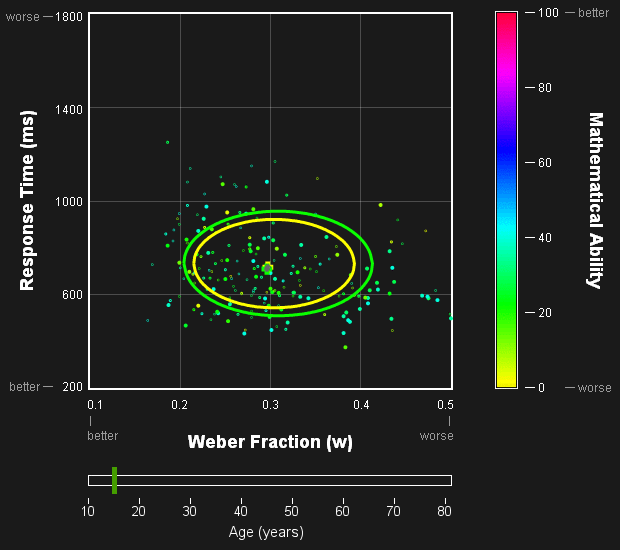 worse
1800
1400
1000
600
better
200
Response Time (ms)
0.1
0.2
0.3
0.4
0.5
better
worse
Weber Fraction (w)
10
20
30
40
50
60
70
80
Age (years)
100
better
80
60
40
20
0
worse
Mathematical Ability